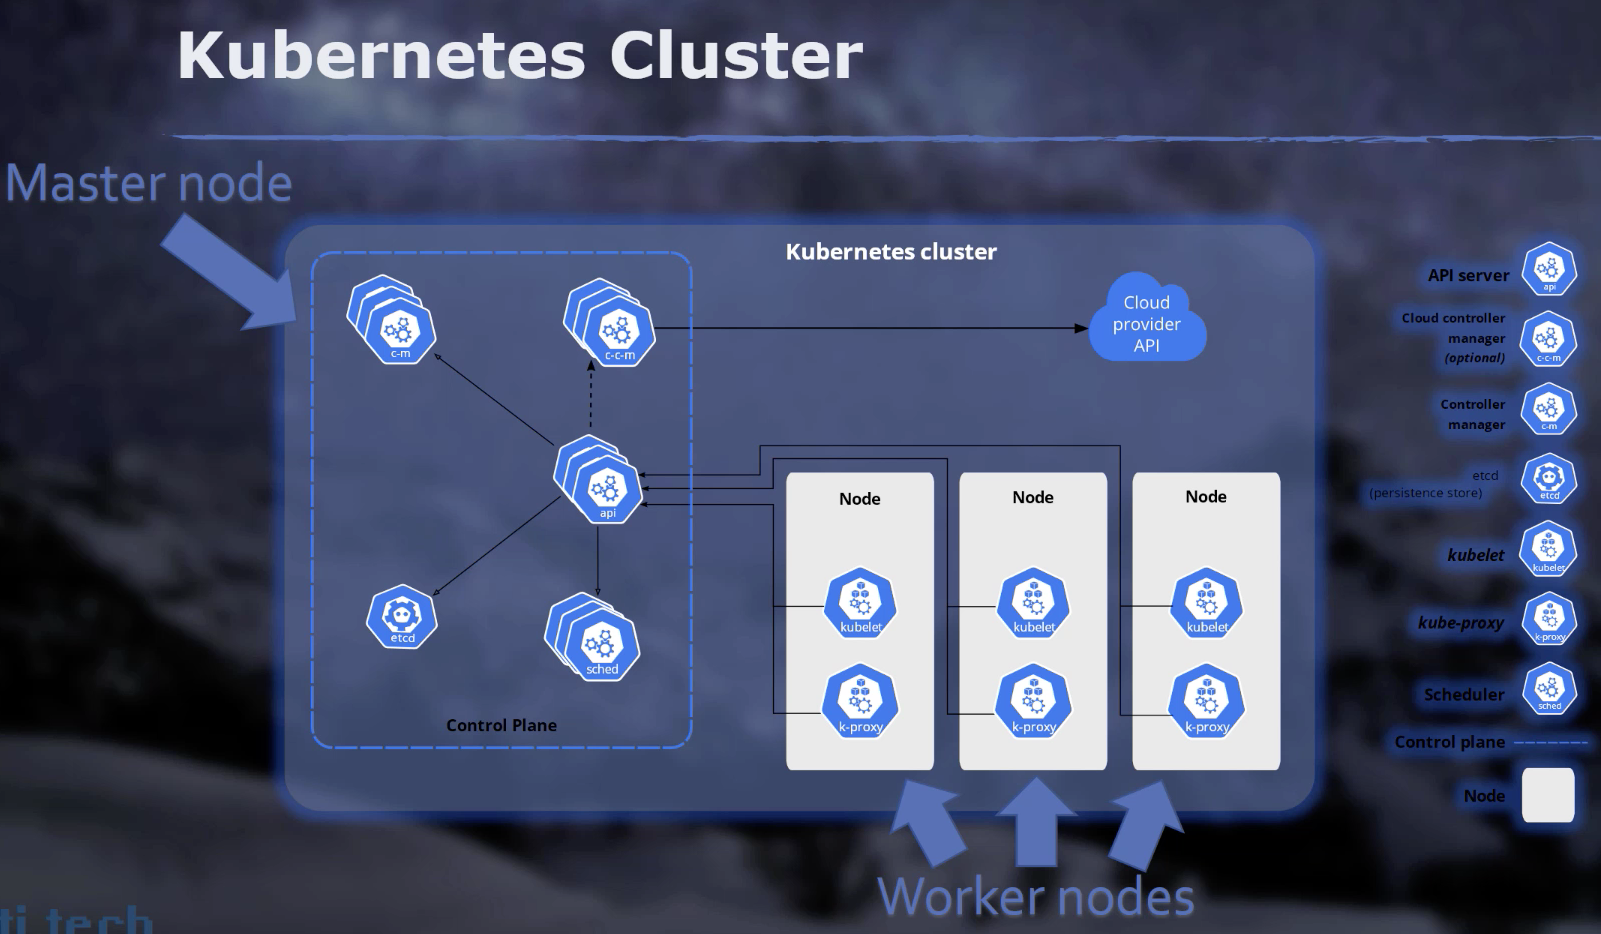 Kubernetes Cluster
Master node
Kubernetes cluster
c-m
c-c-m
Cloud
provider
API
api
etcd
sched
Control Plane
Node
kubelet
k-proxy
Node
kubelet
k-proxy
Node
kubelet
k-proxy
API server
api
Cloud controller
manager
(optional)
c-c-m
Controller
manager
c-m
etcd
(persistence store)
etcd
kubelet
kubelet
kube-proxy
k-proxy
Scheduler
sched
Control plane
Node
Worker nodes
ti tech